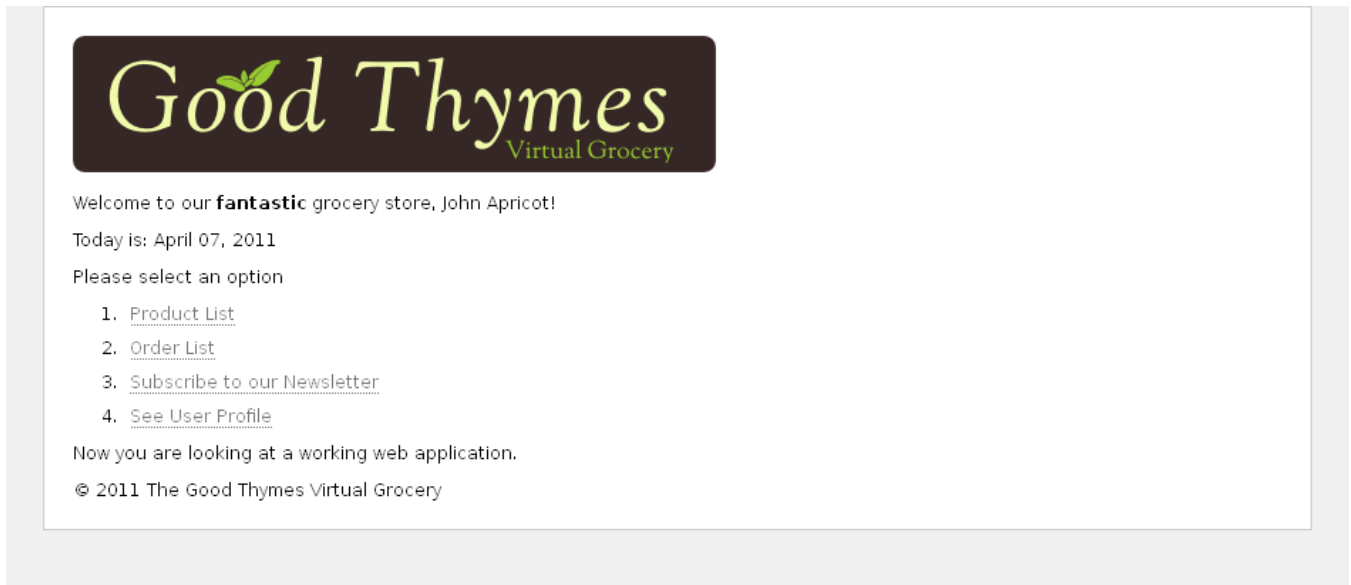 Good Thymes
Virtual Grocery
Welcome to our fantastic grocery store, John Apricot!
Today is: April 07, 2011
Please select an option
1. Product List
2. Order List
3. Subscribe to our Newsletter
4. See User Profile
Now you are looking at a working web application.
© 2011 The Good Thymes Virtual Grocery